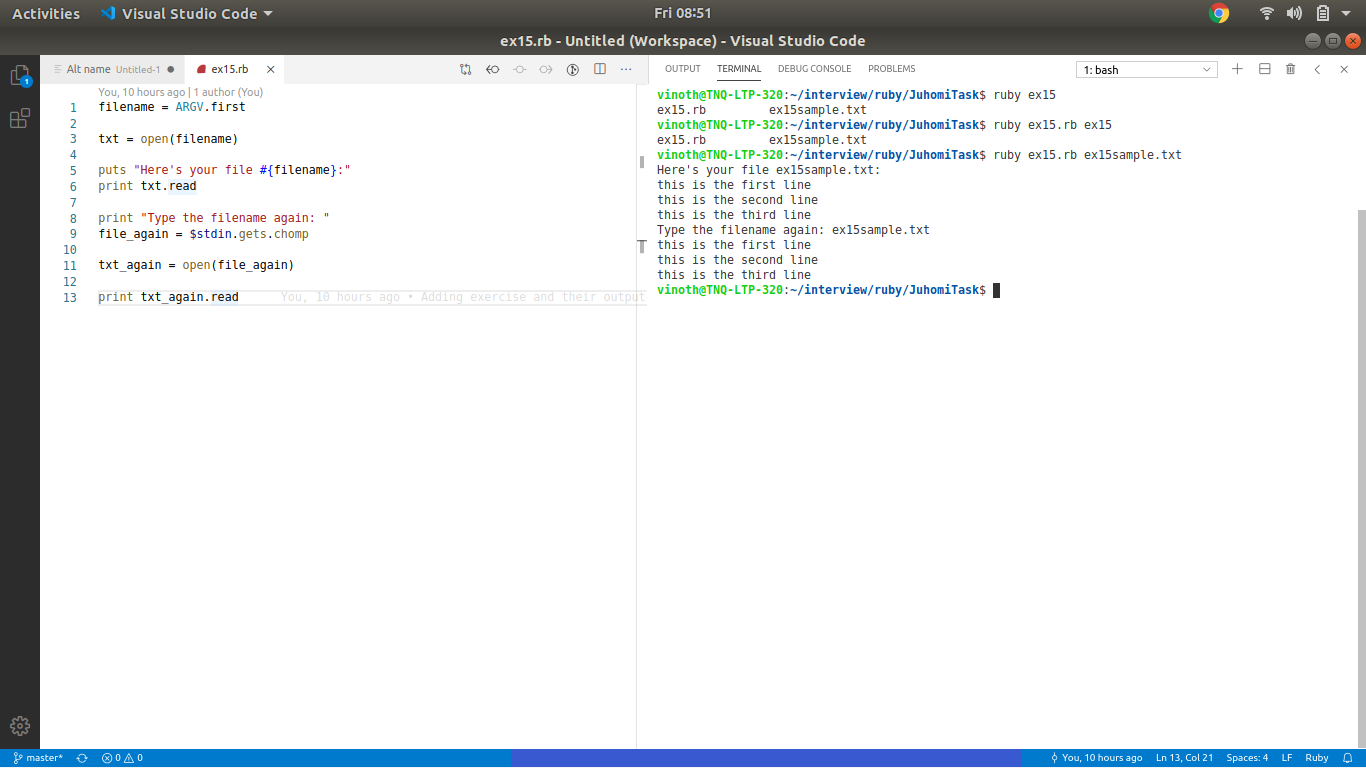 Activities Visual Studio Code Fri 08:51
ex15.rb - Untitled (Workspace) - Visual Studio Code
1
Alt name Untitled-1 ex15.rb
You, 10 hours ago | 1 author (You)
1 filename = ARGV.first
2
3 txt = open(filename)
4
5 puts "Here's your file #{filename}:"
6 print txt.read
7
8 print "Type the filename again: "
9 file_again = $stdin.gets.chomp
10
11 txt_again = open(file_again)
12
13 print txt_again.read You, 10 hours ago • Adding exercise and their output
OUTPUT TERMINAL DEBUG CONSOLE PROBLEMS 1: bash
vinoth@TNQ-LTP-320:~/interview/ruby/JuhomiTask$ ruby ex15
ex15.rb ex15sample.txt
vinoth@TNQ-LTP-320:~/interview/ruby/JuhomiTask$ ruby ex15.rb ex15
ex15.rb ex15sample.txt
vinoth@TNQ-LTP-320:~/interview/ruby/JuhomiTask$ ruby ex15.rb ex15sample.txt
Here's your file ex15sample.txt:
this is the first line
this is the second line
this is the third line
Type the filename again: ex15sample.txt
this is the first line
this is the second line
this is the third line
vinoth@TNQ-LTP-320:~/interview/ruby/JuhomiTask$
master* 0 0 You, 10 hours ago Ln 13, Col 21 Spaces: 4 LF Ruby